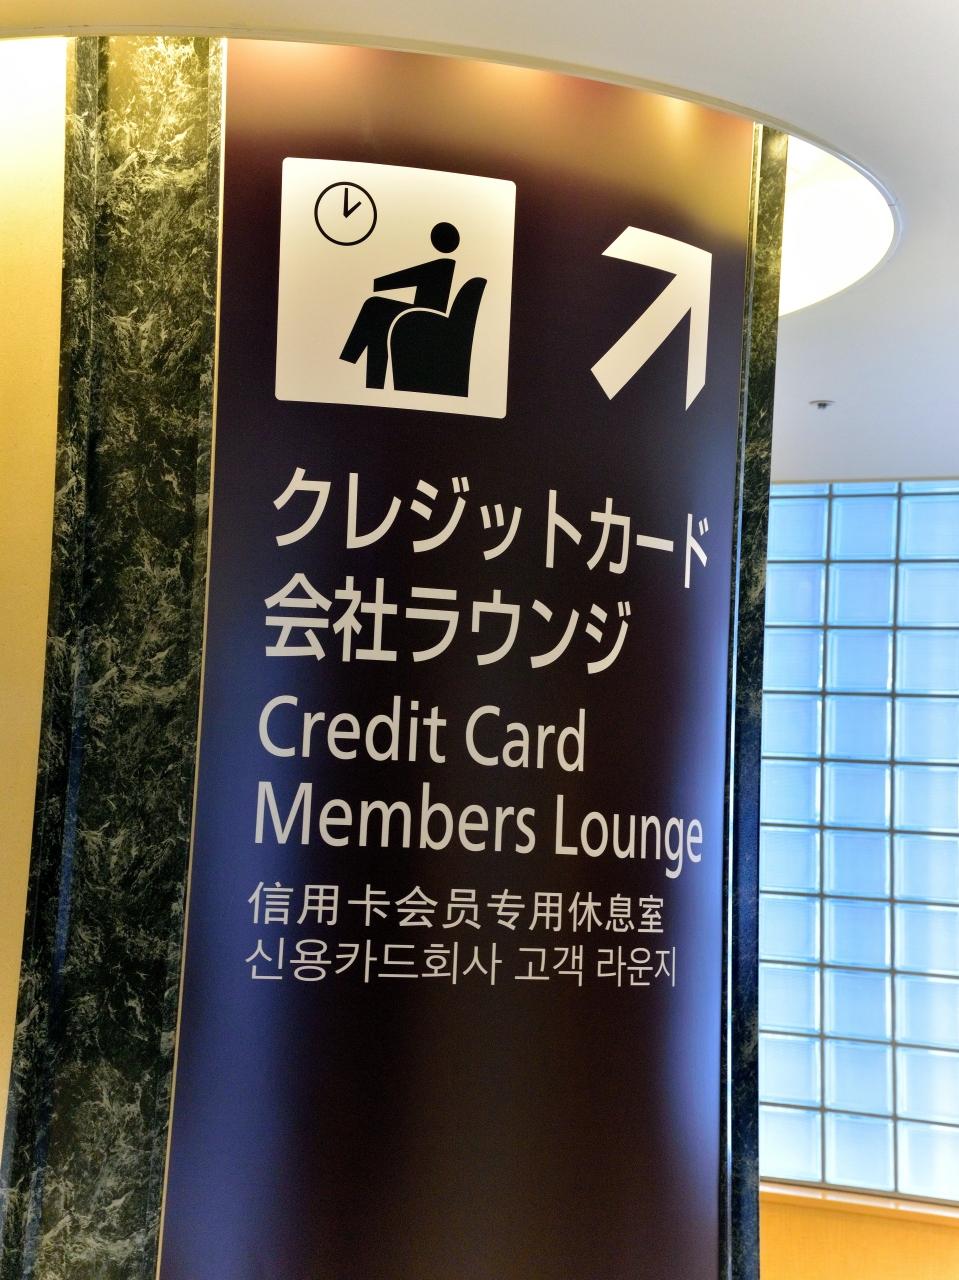 クレジットカード
会社ラウンジ
Credit Card
Members Lounge
信用卡会员专用休息室
신용카드회사 고객 라운지